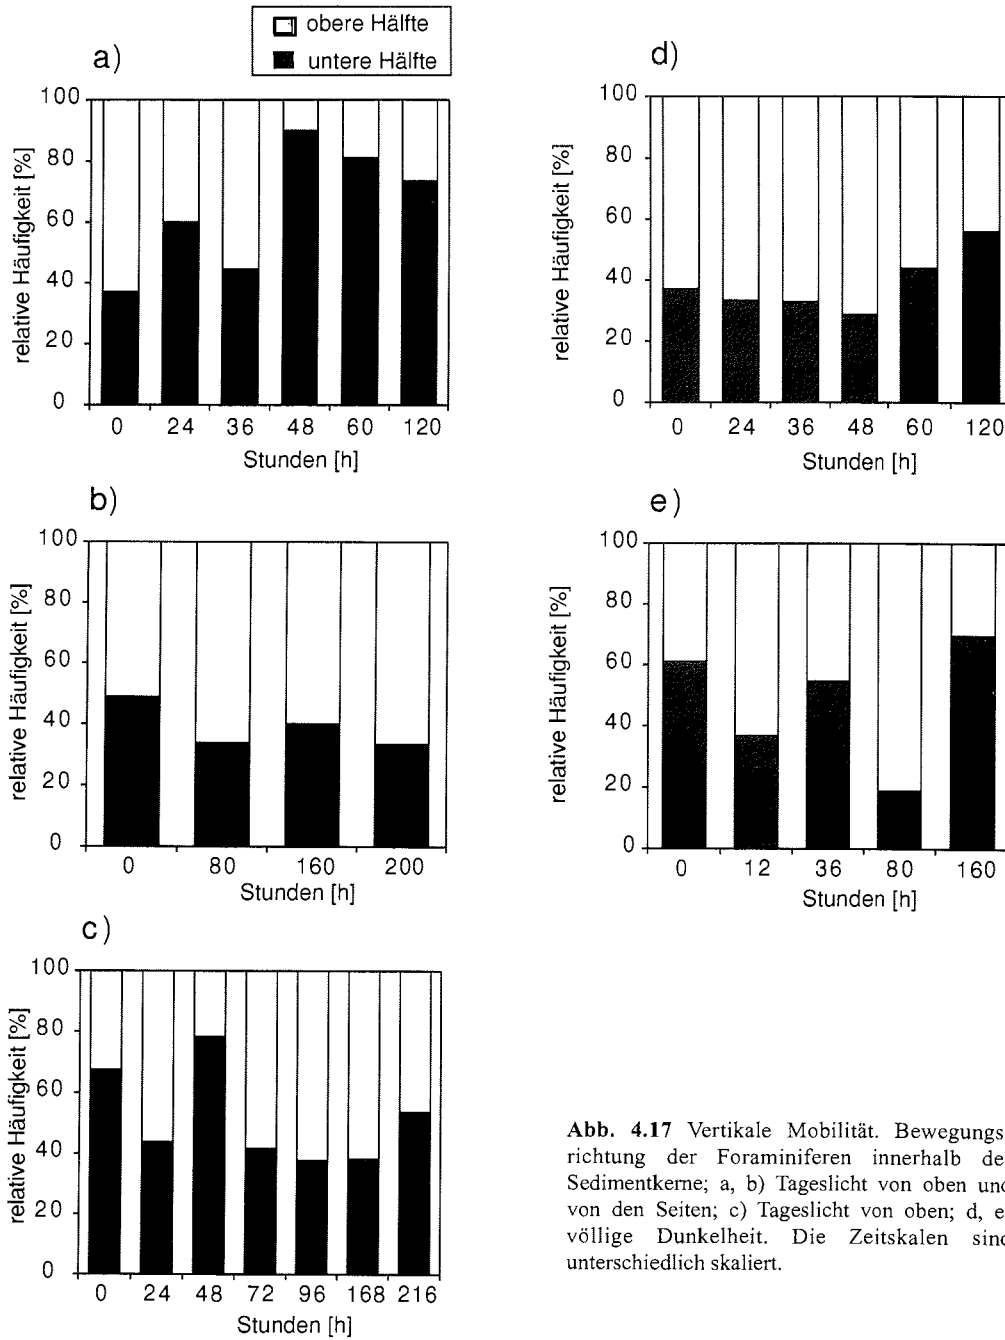 obere Hälfte
untere Hälfte
a)
relative Häufigkeit [%]
100
80
60
40
20
0
0 24 36 48 60 120
Stunden [h]
b)
relative Häufigkeit [%]
100
80
60
40
20
0
0 80 160 200
Stunden [h]
c)
relative Häufigkeit [%]
100
80
60
40
20
0
0 24 48 72 96 168 216
Stunden [h]
d)
relative Häufigkeit [%]
100
80
60
40
20
0
0 24 36 48 60 120
Stunden [h]
e)
relative Häufigkeit [%]
100
80
60
40
20
0
0 12 36 80 160
Stunden [h]
Abb. 4.17 Vertikale Mobilität. Bewegungs
richtung der Foraminiferen innerhalb de
Sedimentkerne; a, b) Tageslicht von oben und
von den Seiten; c) Tageslicht von oben; d, e
völlige Dunkelheit. Die Zeitskalen sind
unterschiedlich skaliert.